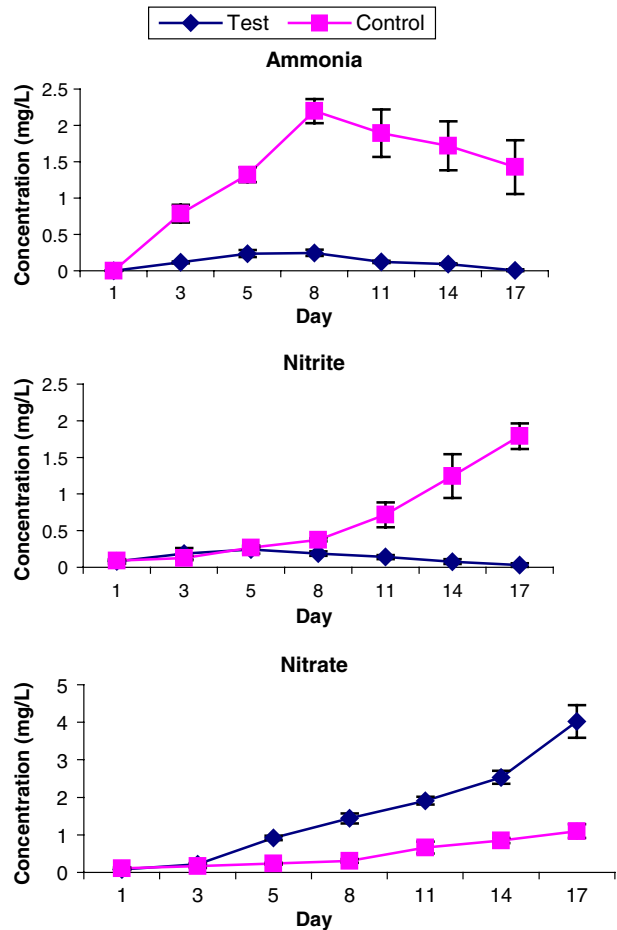 Test Control
Ammonia
Concentration (mg/L)
2.5
2
1.5
1
0.5
0
1 3 5 8 11 14 17
Day
Nitrite
Concentration (mg/L)
2.5
2
1.5
1
0.5
0
1 3 5 8 11 14 17
Day
Nitrate
Concentration (mg/L)
5
4
3
2
1
0
1 3 5 8 11 14 17
Day